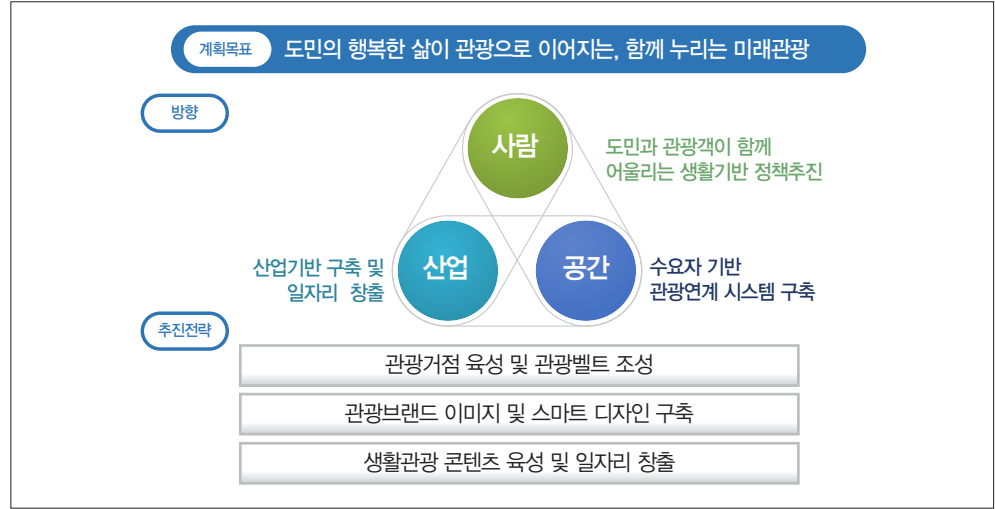 계획목표 도민의 행복한 삶이 관광으로 이어지는, 함께 누리는 미래관광
방향
사람
도민과 관광객이 함께
어울리는 생활기반 정책추진
산업기반 구축 및
일자리 창출
산업
공간
수요자 기반
관광연계 시스템 구축
추진전략
관광거점 육성 및 관광벨트 조성
관광브랜드 이미지 및 스마트 디자인 구축
생활관광 콘텐츠 육성 및 일자리 창출